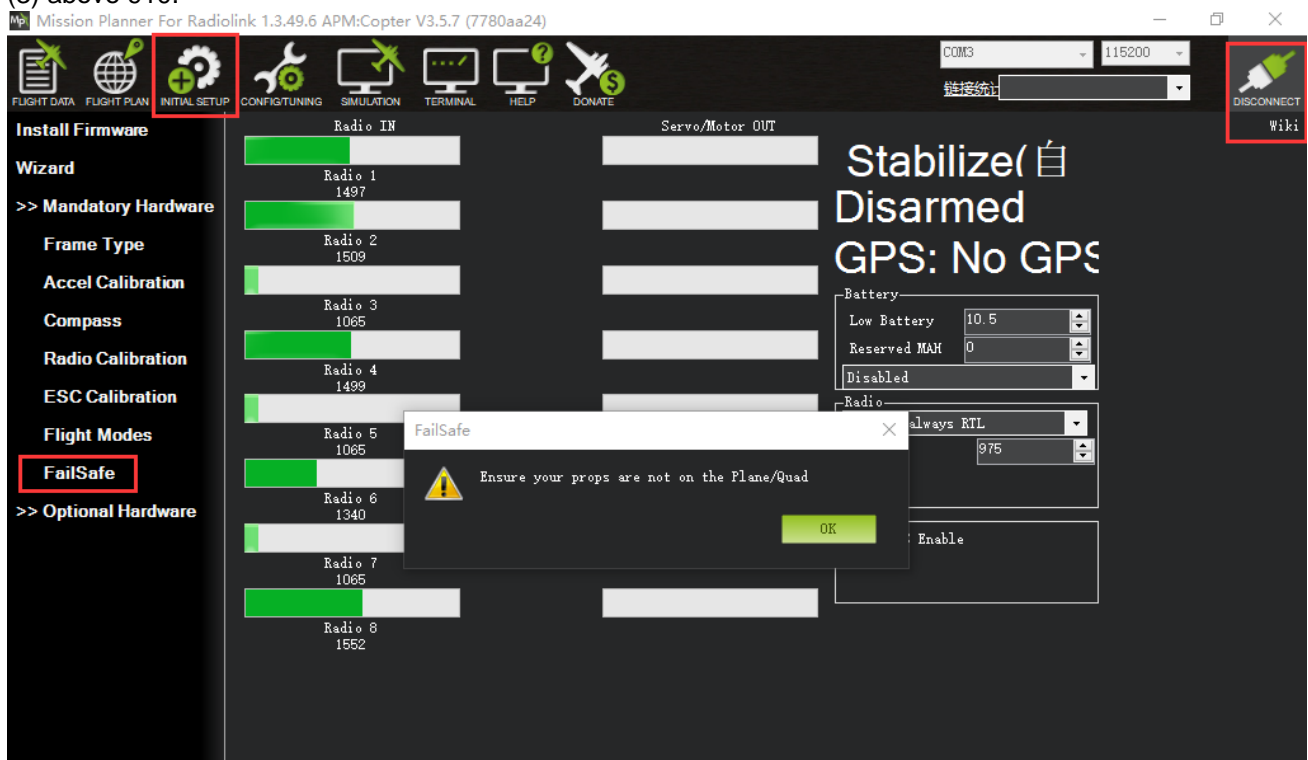 Mission Planner For Radiolink 1.3.49.6 APM:Copter V3.5.7 (7780aa24)
FLIGHT DATA FLIGHT PLAN INITIAL SETUP CONFIG/TUNING SIMULATION TERMINAL HELP DONATE
COM3 115200
链接统计
DISCONNECT
Install Firmware
Wizard
>> Mandatory Hardware
Frame Type
Accel Calibration
Compass
Radio Calibration
ESC Calibration
Flight Modes
FailSafe
>> Optional Hardware
Radio IN
Radio 1
1497
Radio 2
1509
Radio 3
1065
Radio 4
1499
Radio 5
1065
Radio 6
1340
Radio 7
1065
Radio 8
1552
Servo/Motor OUT
Wiki
Stabilize(自
Disarmed
GPS: No GPS
Battery
Low Battery 10.5
Reserved MAH 0
Disabled
Radio
always RTL
975
Enable
FailSafe
Ensure your props are not on the Plane/Quad
OK